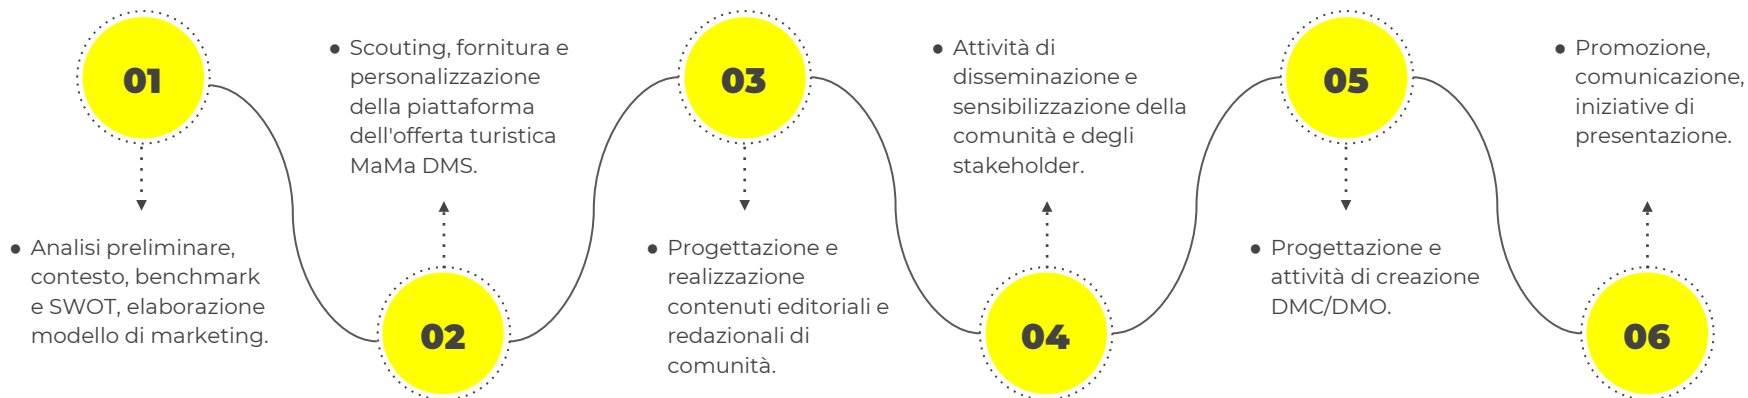 01
• Analisi preliminare,
contesto, benchmark
e SWOT, elaborazione
modello di marketing.
• Scouting, fornitura e
personalizzazione
della piattaforma
dell'offerta turistica
MaMa DMS.
02
03
• Progettazione e
realizzazione
contenuti editoriali e
redazionali di
comunità.
• Attività di
disseminazione e
sensibilizzazione della
comunità e degli
stakeholder.
04
05
• Progettazione e
attività di creazione
DMC/DMO.
• Promozione,
comunicazione,
iniziative di
presentazione.
06